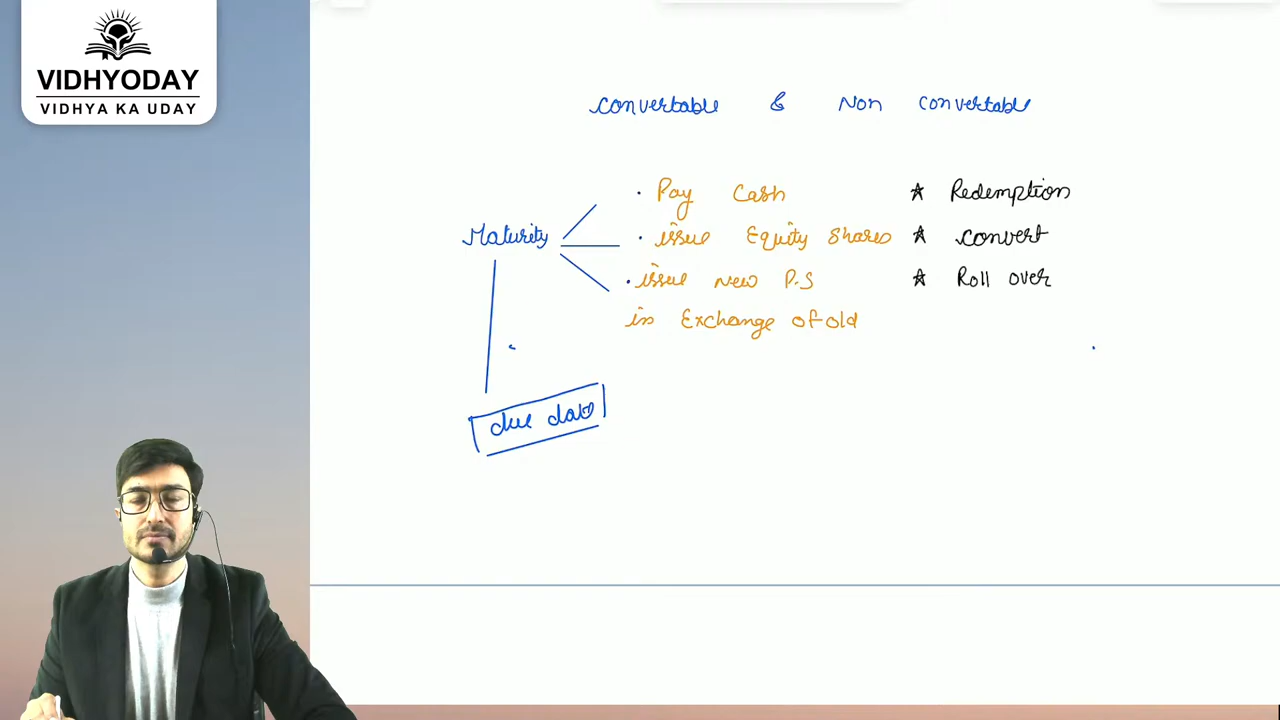 VIDHYODAY
VIDHYA KA UDAY
convertable & Non convertable
· Pay Cash ★ Redemption
Maturity · issue Equity Shares ★ convert
· issue New P.S ★ Roll over
in Exchange of old
due date